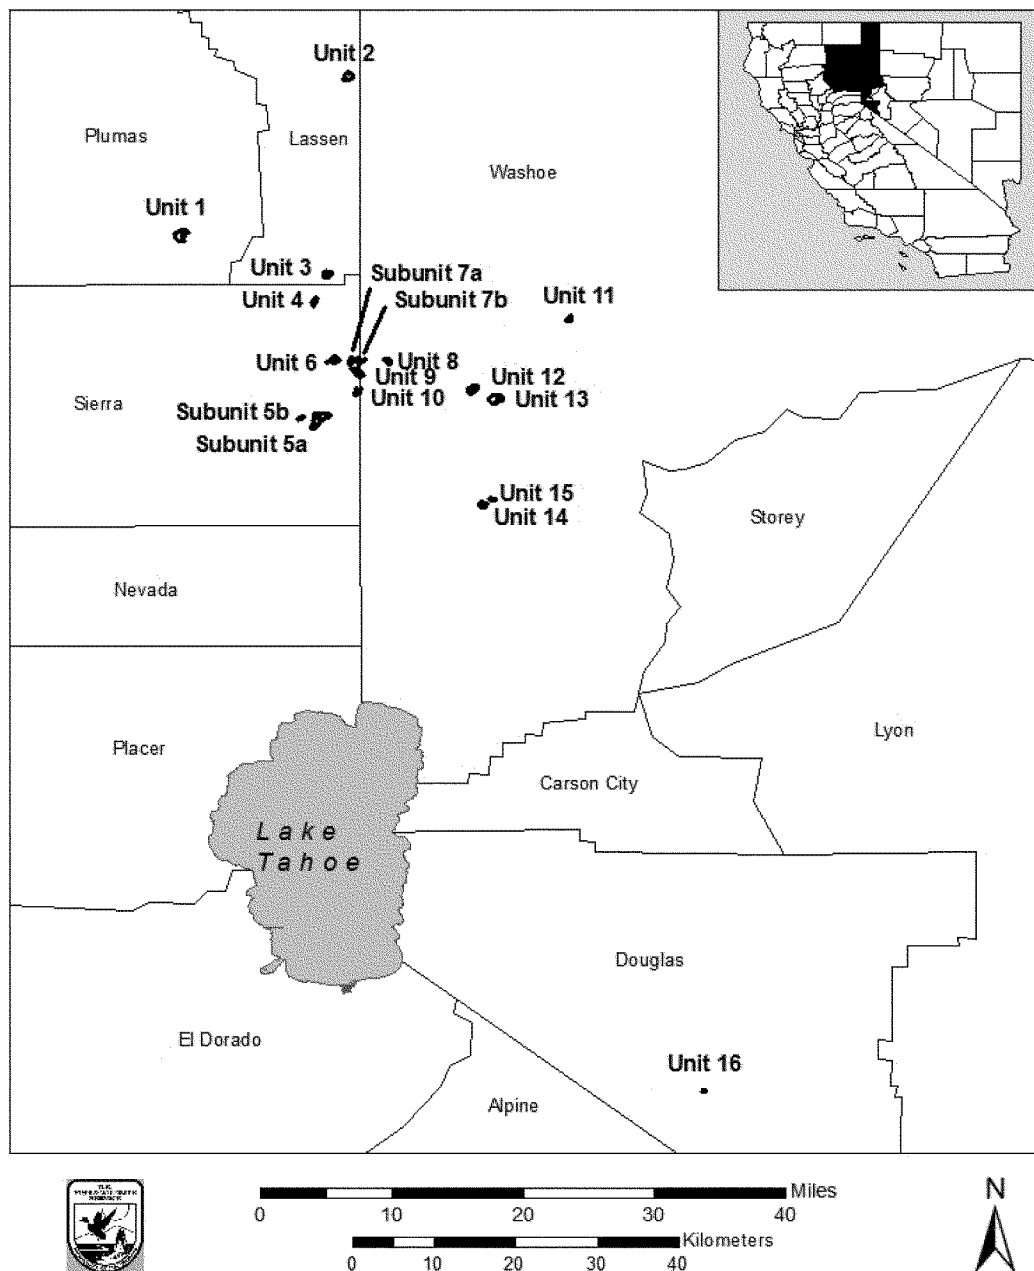 Unit 2
Plumas
Lassen
Washoe
Unit 1
Unit 3
Subunit 7a
Unit 4
Subunit 7b
Unit 11
Unit 6
Unit 8
Unit 9
Unit 12
Unit 10
Unit 13
Sierra
Subunit 5b
Subunit 5a
Unit 15
Unit 14
Storey
Nevada
Placer
Lyon
Carson City
Lake
Tahoe
Douglas
El Dorado
Unit 16
Alpine
Miles
0 10 20 30 40
Kilometers
0 10 20 30 40
N